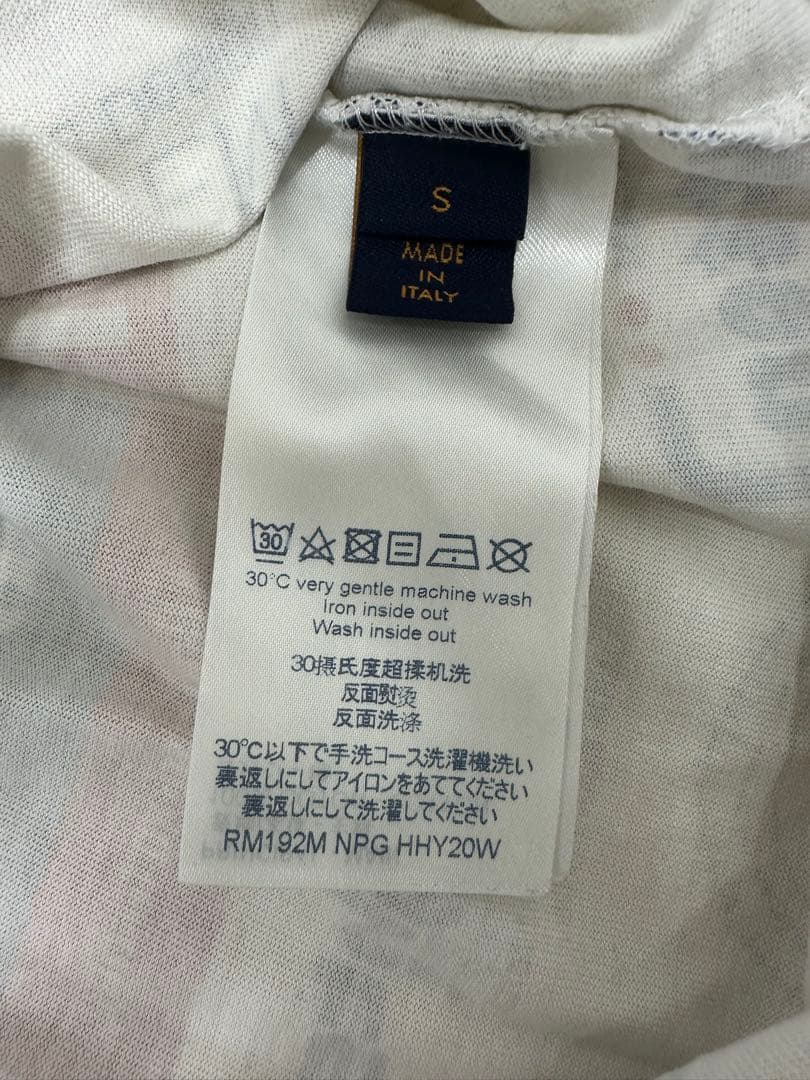 S
MADE
IN
ITALY
30
30°C very gentle machine wash
Iron inside out
Wash inside out
30摄氏度超揉机洗
反面熨烫
反面洗涤
30℃以下で手洗コース洗濯機洗い
裏返しにしてアイロンをあててください
裏返しにして洗濯してください
RM192M NPG HHY20W